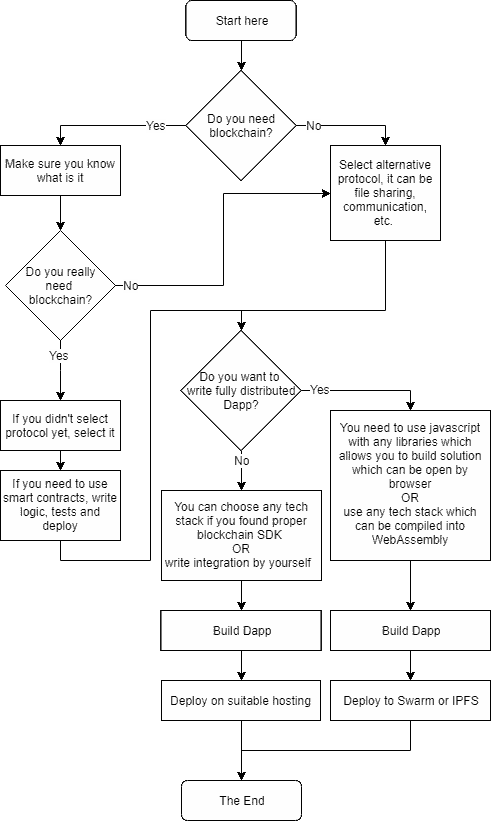 Start here
Do you need
blockchain?
Yes
No
Make sure you know
what is it
Select alternative
protocol, it can be
file sharing,
communication,
etc.
Do you really
need
blockchain?
No
Yes
If you didn't select
protocol yet, select it
If you need to use
smart contracts, write
logic, tests and
deploy
Do you want to
write fully distributed
Dapp?
Yes
No
You need to use javascript
with any libraries which
allows you to build solution
which can be open by
browser
OR
use any tech stack which
can be compiled into
WebAssembly
You can choose any tech
stack if you found proper
blockchain SDK
OR
write integration by yourself
Build Dapp
Build Dapp
Deploy on suitable hosting
Deploy to Swarm or IPFS
The End